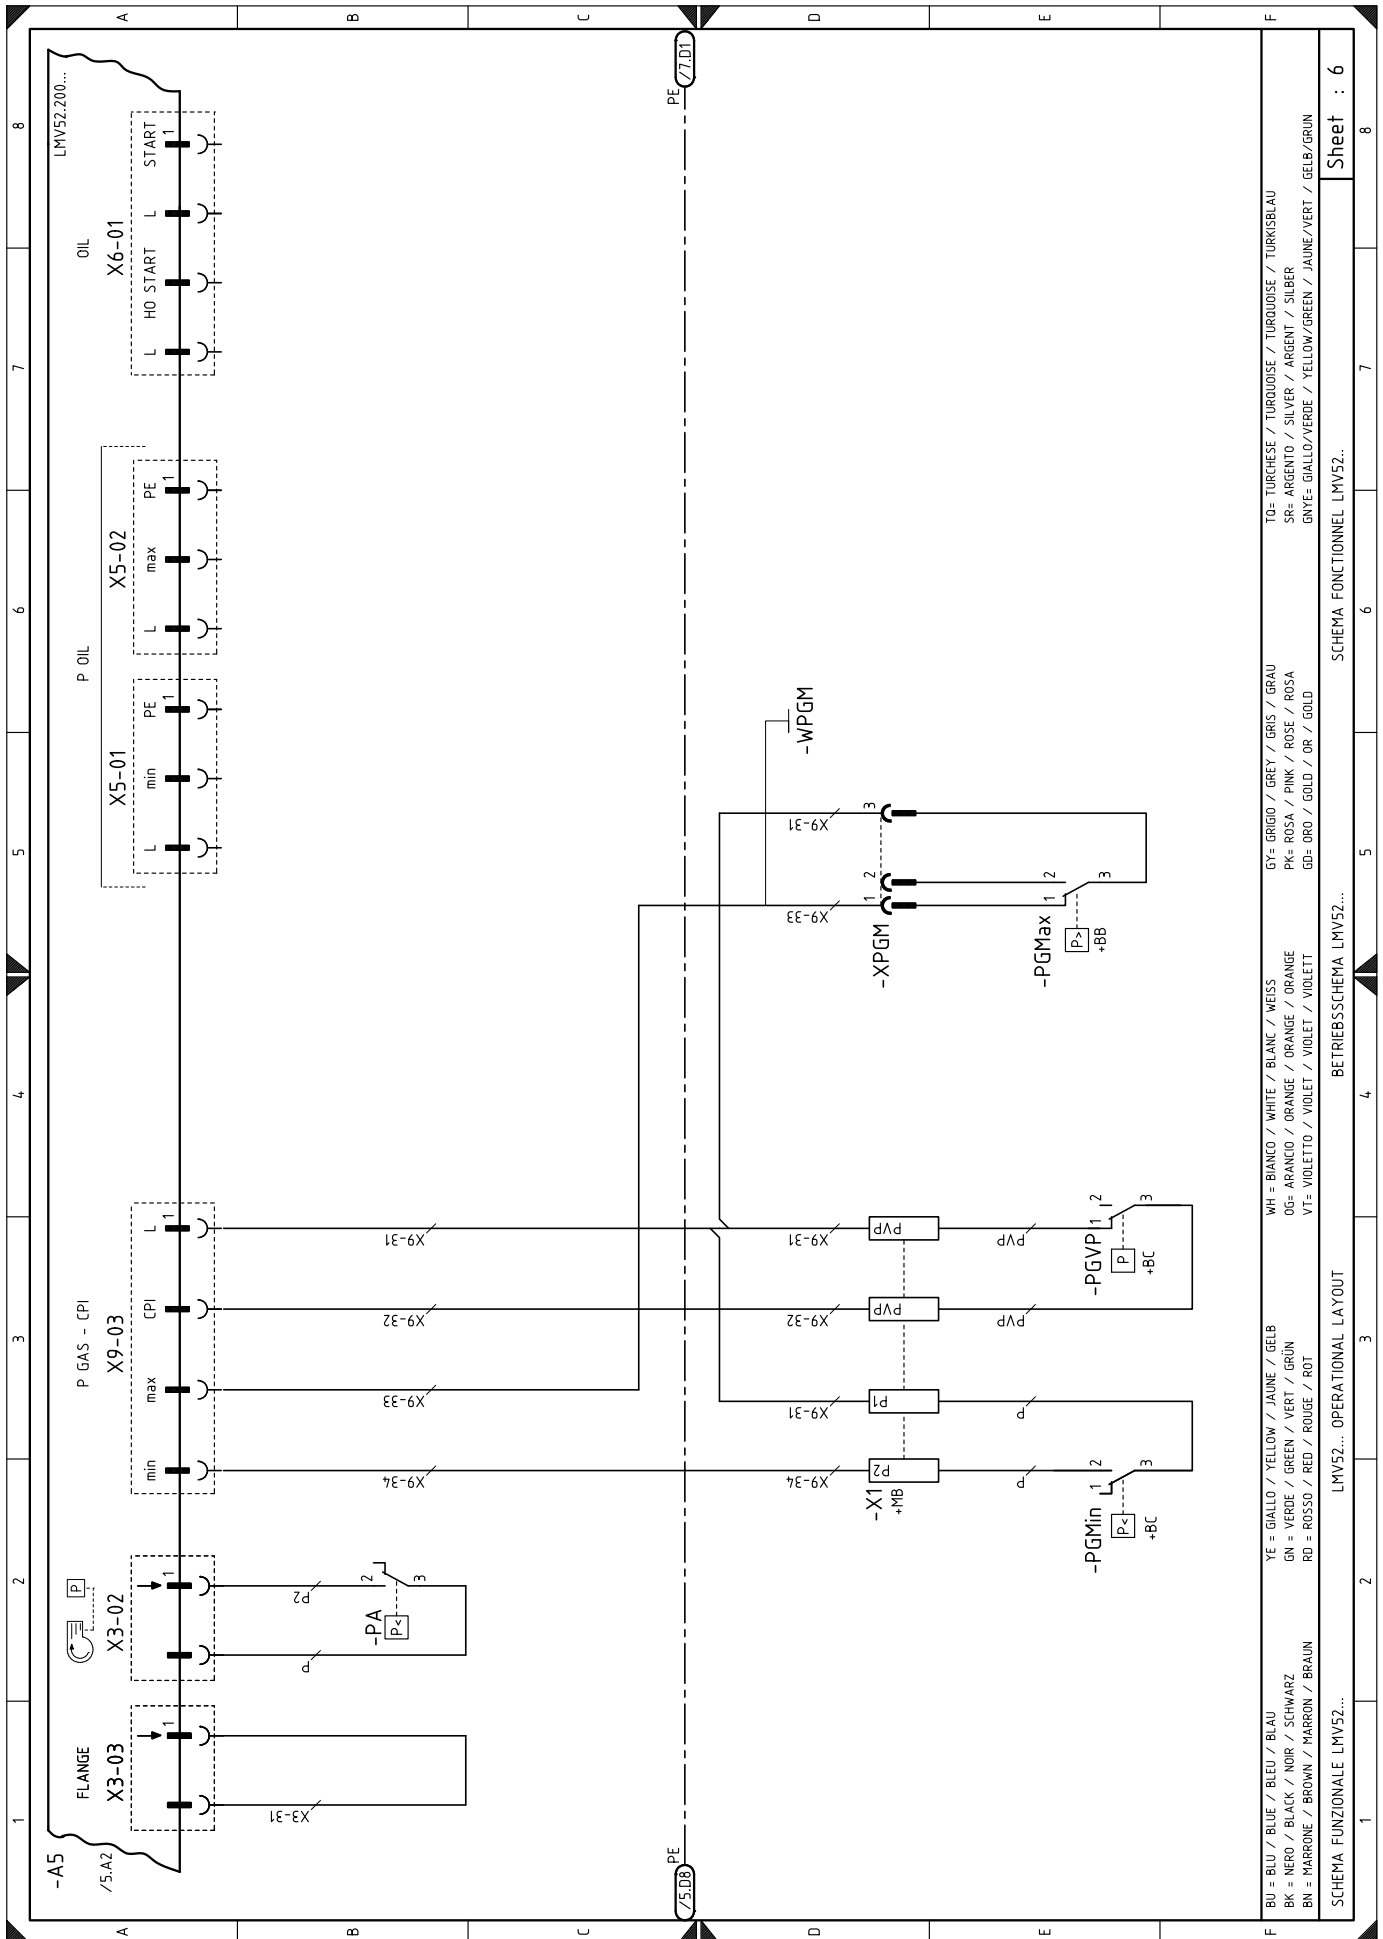 1 2 3 4 5 6 7 8
A
-A5
/5.A2
LMV52.200...
FLANGE
X3-03
1
X3-02
P
1
P GAS - CPI
X9-03
min max CPI L 1
P OIL
X5-01
L min PE 1
X5-02
L max PE 1
OIL
X6-01
L HO START L START 1
A
B
X3-31
P
P2
X9-34
X9-33
X9-32
X9-31
-PA
P<
2
3
B
C
C
/5.D8
PE
PE
/7.D1
D
X9-34
X9-31
X9-32
X9-31
X9-33
X9-31
-WPGM
-X1
+MB
P2
P1
PVP
PVP
-XPGM
1 2 3
D
E
P
P
PVP
PVP
-PGMin
P<
+BC
1 2
3
-PGVP
P
+BC
1 2
3
-PGMax
P>
+BB
1 2
3
E
F
BU = BLU / BLUE / BLEU / BLAU
BK = NERO / BLACK / NOIR / SCHWARZ
BN = MARRONE / BROWN / MARRON / BRAUN
YE = GIALLO / YELLOW / JAUNE / GELB
GN = VERDE / GREEN / VERT / GRÜN
RD = ROSSO / RED / ROUGE / ROT
WH = BIANCO / WHITE / BLANC / WEISS
OG= ARANCIO / ORANGE / ORANGE / ORANGE
VT= VIOLETTO / VIOLET / VIOLET / VIOLETT
GY= GRIGIO / GREY / GRIS / GRAU
PK= ROSA / PINK / ROSE / ROSA
GD= ORO / GOLD / OR / GOLD
TQ= TURCHESE / TURQUOISE / TURQUOISE / TURKISBLAU
SR= ARGENTO / SILVER / ARGENT / SILBER
GNYE= GIALLO/VERDE / YELLOW/GREEN / JAUNE/VERT / GELB/GRUN
F
SCHEMA FUNZIONALE LMV52...
LMV52... OPERATIONAL LAYOUT
BETRIEBSSCHEMA LMV52...
SCHEMA FONCTIONNEL LMV52..
Sheet : 6
1 2 3 4 5 6 7 8